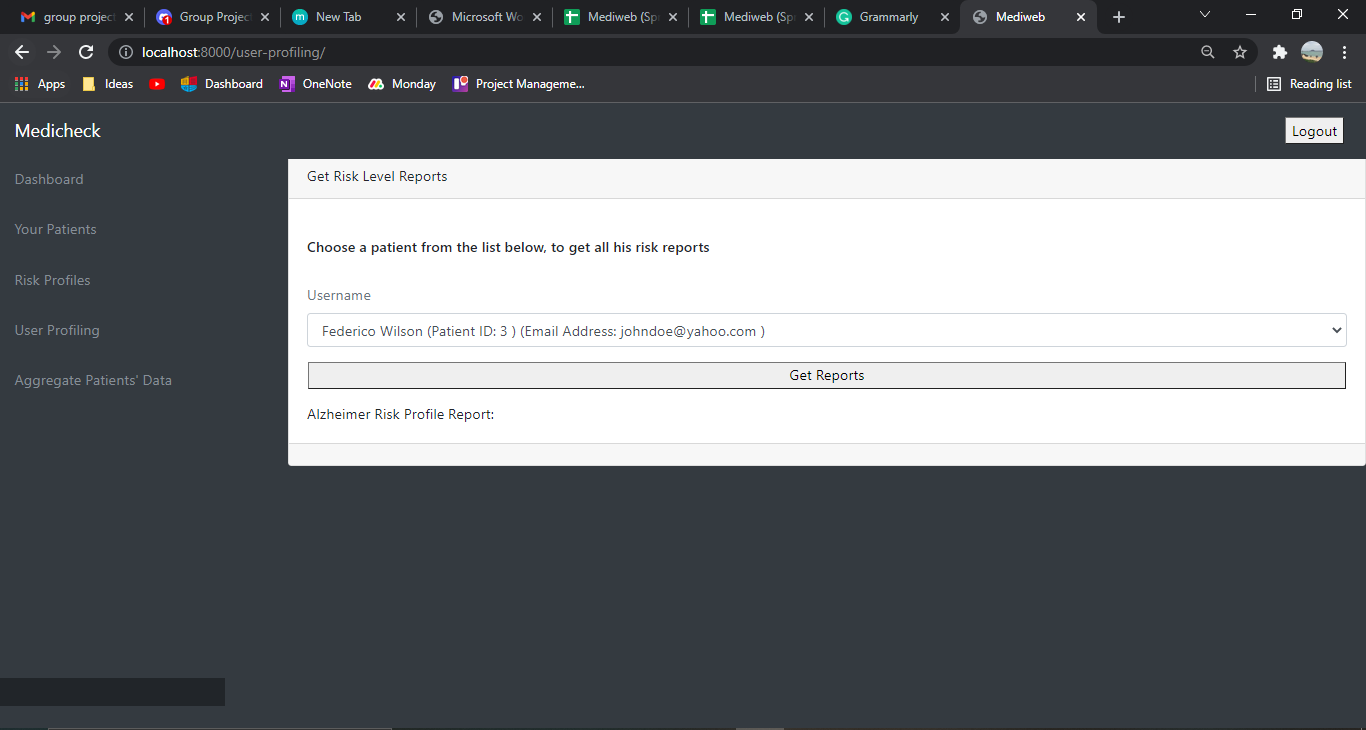 group project
Group Project
New Tab
Microsoft Wo
Mediweb (Spr
Mediweb (Spr
Grammarly
Mediweb
localhost:8000/user-profiling/
Apps
Ideas
Dashboard
OneNote
Monday
Project Manageme...
Reading list
Medicheck
Logout
Dashboard
Your Patients
Risk Profiles
User Profiling
Aggregate Patients' Data
Get Risk Level Reports
Choose a patient from the list below, to get all his risk reports
Username
Federico Wilson (Patient ID: 3 ) (Email Address: johndoe@yahoo.com )
Get Reports
Alzheimer Risk Profile Report: